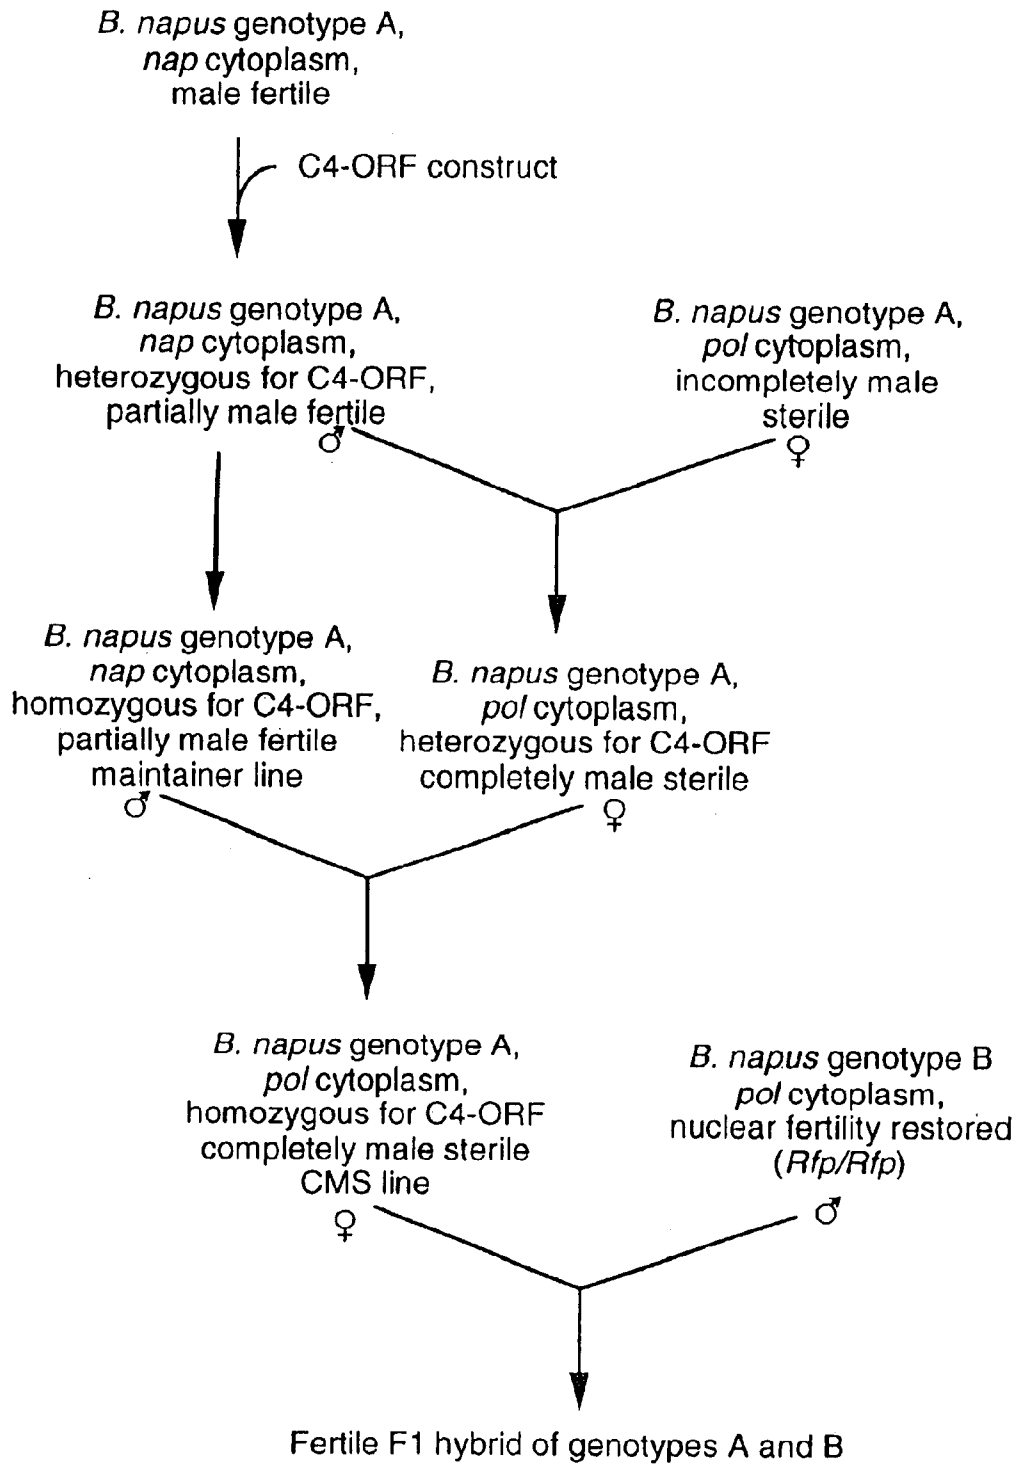 B. napus genotype A,
nap cytoplasm,
male fertile
C4-ORF construct
B. napus genotype A,
nap cytoplasm,
heterozygous for C4-ORF,
partially male fertile
♂
B. napus genotype A,
pol cytoplasm,
incompletely male
sterile
♀
B. napus genotype A,
nap cytoplasm,
homozygous for C4-ORF,
partially male fertile
maintainer line
♂
B. napus genotype A,
pol cytoplasm,
heterozygous for C4-ORF
completely male sterile
♀
B. napus genotype A,
pol cytoplasm,
homozygous for C4-ORF
completely male sterile
CMS line
♀
B. napus genotype B
pol cytoplasm,
nuclear fertility restored
(Rfp/Rfp)
♂
Fertile F1 hybrid of genotypes A and B